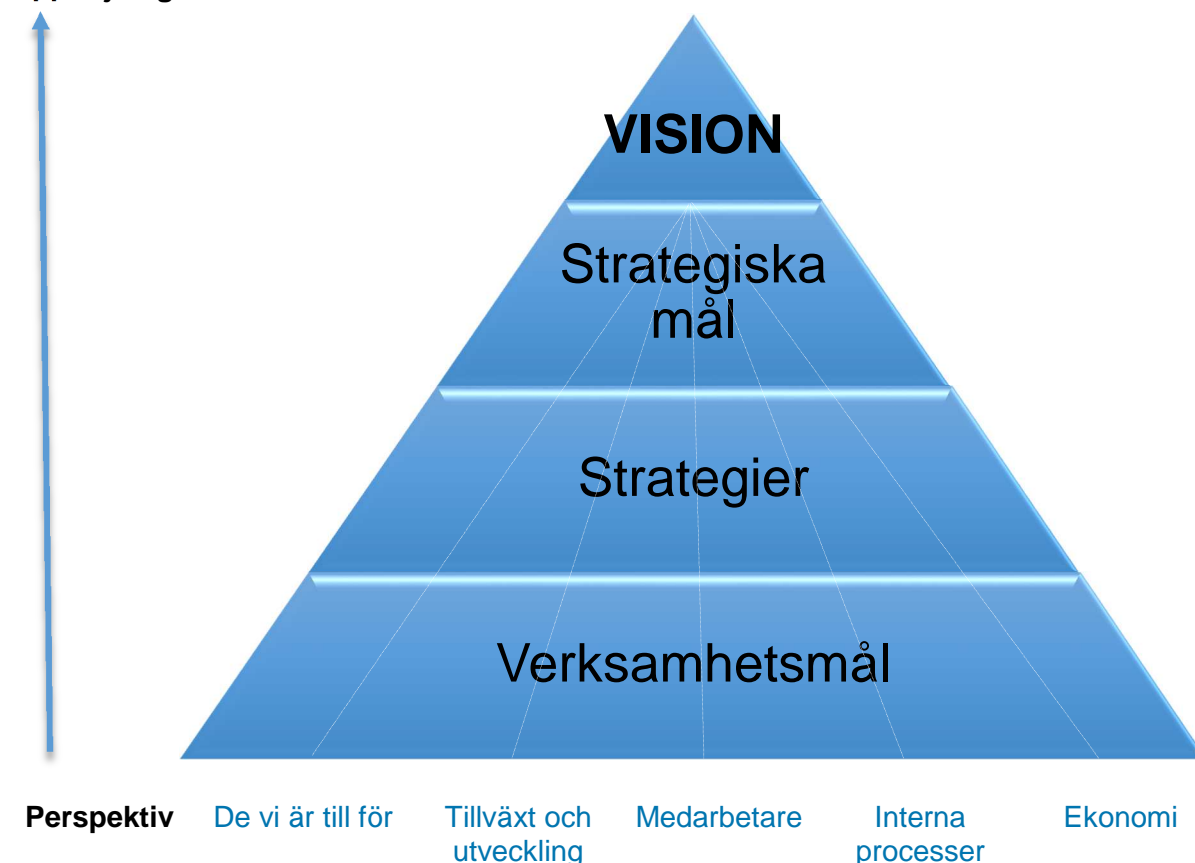 VISION
Strategiska
mål
Strategier
Verksamhetsmål
Perspektiv De vi är till för Tillväxt och Medarbetare Interna Ekonomi
utveckling processer